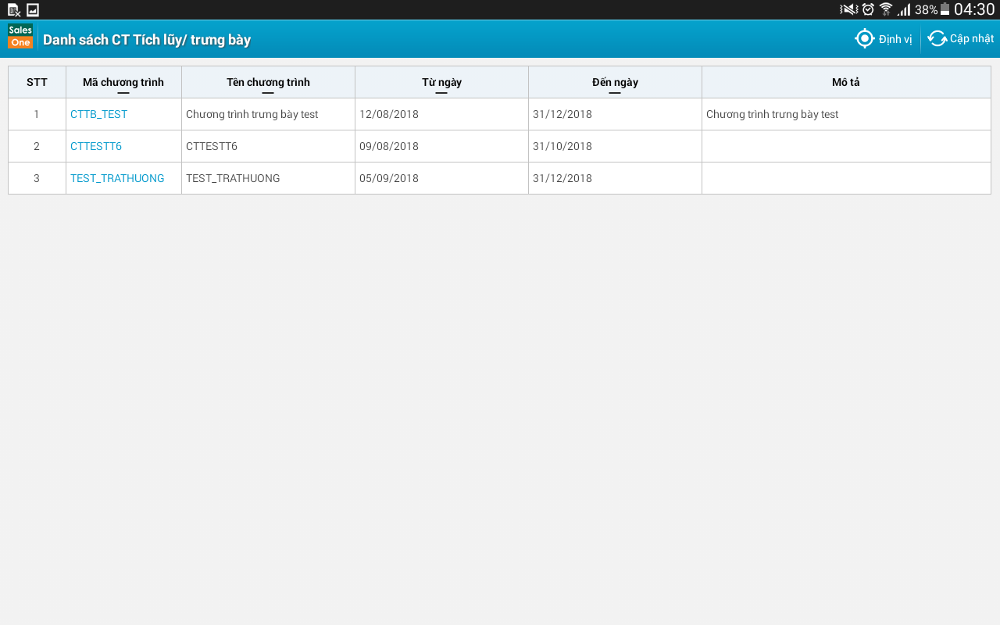 38% 04:30
Sales One Danh sách CT Tích lũy/ trưng bày Định vị Cập nhật
STT Mã chương trình Tên chương trình Từ ngày Đến ngày Mô tả
1 CTTB_TEST Chương trình trưng bày test 12/08/2018 31/12/2018 Chương trình trưng bày test
2 CTTESTT6 CTTESTT6 09/08/2018 31/10/2018
3 TEST_TRATHUONG TEST_TRATHUONG 05/09/2018 31/12/2018